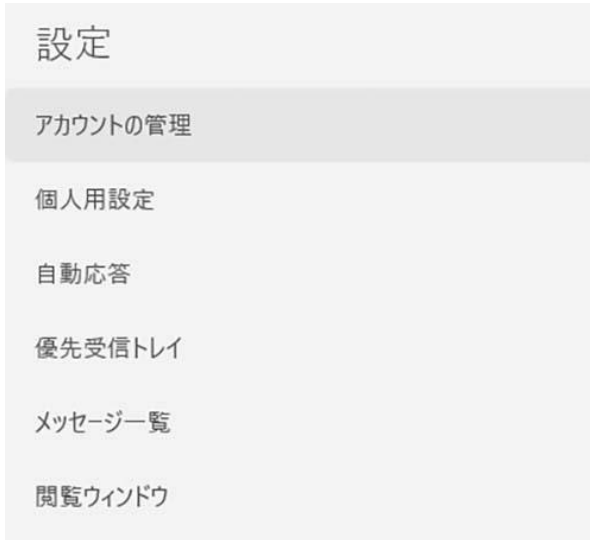 設定
アカウントの管理
個人用設定
自動応答
優先受信トレイ
メッセージ一覧
閲覧ウィンドウ